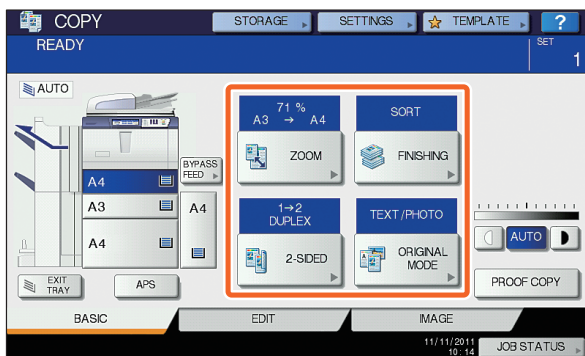 COPY
STORAGE
SETTINGS
TEMPLATE
?
READY
SET
1
AUTO
71 %
A3 → A4
ZOOM
SORT
FINISHING
BYPASS
FEED
A4
A3
A4
A4
1→2
DUPLEX
2-SIDED
TEXT/PHOTO
ORIGINAL
MODE
AUTO
EXIT
TRAY
APS
PROOF COPY
BASIC
EDIT
IMAGE
11/11/2011
10:14
JOB STATUS